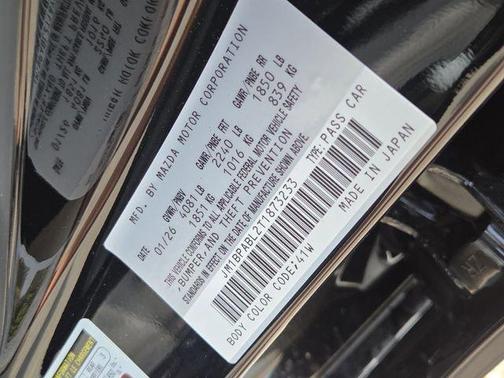 MFD. BY MAZDA MOTOR CORPORATION
01/26 GVWR/PNBV GAWR/PNBE FRT GAWR/PNBE RR
4081 LB 2240 LB 1850 LB
1851 KG 1016 KG 839 KG
THIS VEHICLE CONFORMS TO ALL APPLICABLE FEDERAL MOTOR VEHICLE SAFETY
, BUMPER, AND THEFT PREVENTION
STANDARDS IN EFFECT ON THE DATE OF MANUFACTURE SHOWN ABOVE.
JM1BPABL2T1873233 TYPE: PASS CAR
BODY COLOR CODE: 41W MADE IN JAPAN